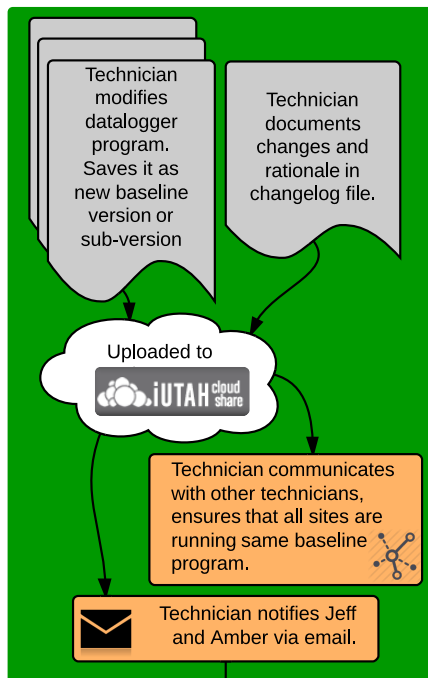 Technician
modifies
datalogger
program.
Saves it as
new baseline
version or
sub-version
Technician
documents
changes and
rationale in
changelog file.
Uploaded to
iUTAH cloud share
Technician communicates
with other technicians,
ensures that all sites are
running same baseline
program.
Technician notifies Jeff
and Amber via email.